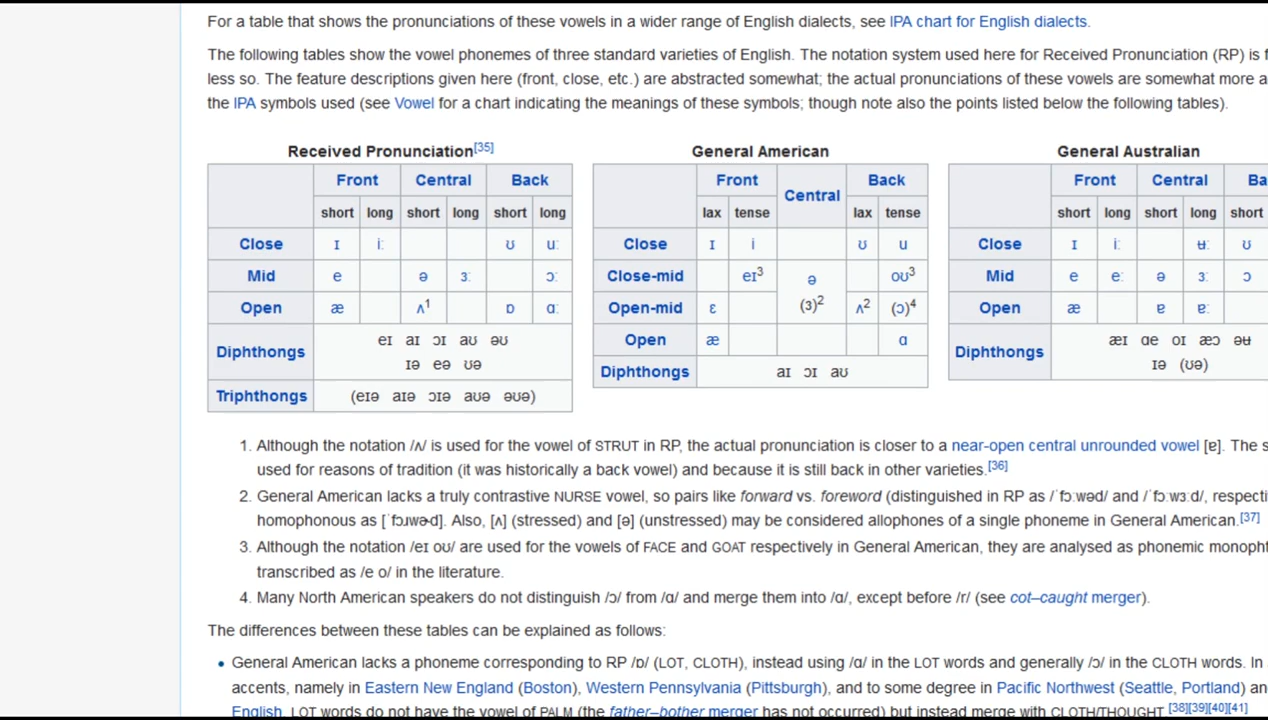 For a table that shows the pronunciations of these vowels in a wider range of English dialects, see IPA chart for English dialects.
The following tables show the vowel phonemes of three standard varieties of English. The notation system used here for Received Pronunciation (RP) is f
less so. The feature descriptions given here (front, close, etc.) are abstracted somewhat; the actual pronunciations of these vowels are somewhat more a
the IPA symbols used (see Vowel for a chart indicating the meanings of these symbols; though note also the points listed below the following tables).
Received Pronunciation[35]
Front Central Back
short long short long short long
Close ɪ iː ʊ uː
Mid e ə ɜː ɔː
Open æ ʌ1 ɒ ɑː
Diphthongs eɪ aɪ ɔɪ aʊ əʊ
ɪə eə ʊə
Triphthongs (eɪə aɪə ɔɪə aʊə əʊə)
General American
Front Central Back
lax tense lax tense
Close ɪ i ʊ u
Close-mid eɪ3 ə oʊ3
Open-mid ɛ (ɜ)2 ʌ2 (ɔ)4
Open æ ɑ
Diphthongs aɪ ɔɪ aʊ
General Australian
Front Central Ba
short long short long short
Close ɪ iː ʉː ʊ
Mid e eː ə ɜː ɔ
Open æ ɐ ɐː
Diphthongs æɪ ɑe oɪ æɔ əʉ
ɪə (ʊə)
1. Although the notation /ʌ/ is used for the vowel of STRUT in RP, the actual pronunciation is closer to a near-open central unrounded vowel [ɐ]. The s
used for reasons of tradition (it was historically a back vowel) and because it is still back in other varieties.[36]
2. General American lacks a truly contrastive NURSE vowel, so pairs like forward vs. foreword (distinguished in RP as /ˈfɔːwəd/ and /ˈfɔːwɜːd/, respecti
homophonous as [ˈfɔɹwɚd]. Also, [ʌ] (stressed) and [ə] (unstressed) may be considered allophones of a single phoneme in General American.[37]
3. Although the notation /eɪ oʊ/ are used for the vowels of FACE and GOAT respectively in General American, they are analysed as phonemic monopht
transcribed as /e o/ in the literature.
4. Many North American speakers do not distinguish /ɔ/ from /ɑ/ and merge them into /ɑ/, except before /r/ (see cot–caught merger).
The differences between these tables can be explained as follows:
• General American lacks a phoneme corresponding to RP /ɒ/ (LOT, CLOTH), instead using /ɑ/ in the LOT words and generally /ɔ/ in the CLOTH words. In
accents, namely in Eastern New England (Boston), Western Pennsylvania (Pittsburgh), and to some degree in Pacific Northwest (Seattle, Portland) an
English, LOT words do not have the vowel of PALM (the father–bother merger has not occurred) but instead merge with CLOTH/THOUGHT.[38][39][40][41]